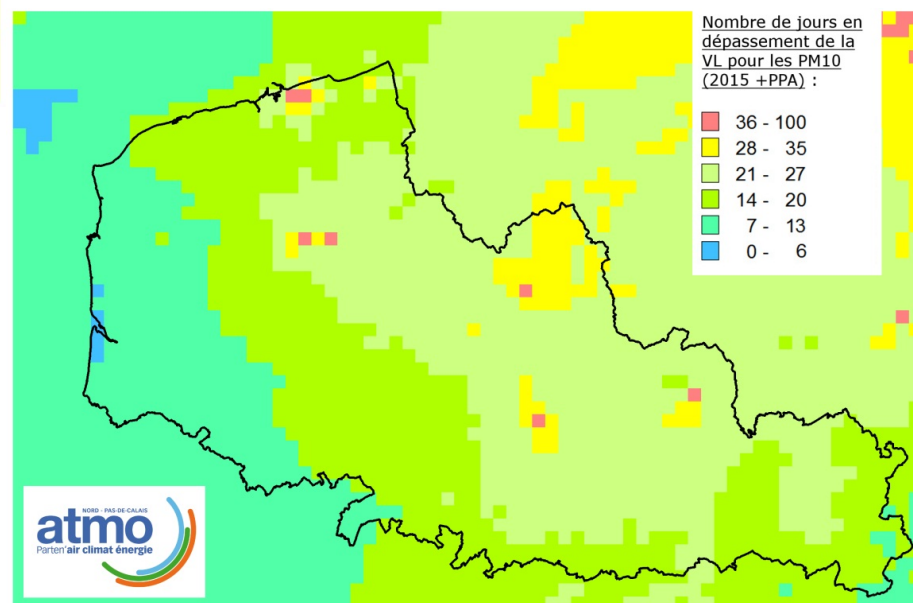 Nombre de jours en
dépassement de la
VL pour les PM10
(2015 +PPA) :
36 - 100
28 - 35
21 - 27
14 - 20
7 - 13
0 - 6
NORD - PAS-DE-CALAIS
atmo
Parten'air climat énergie